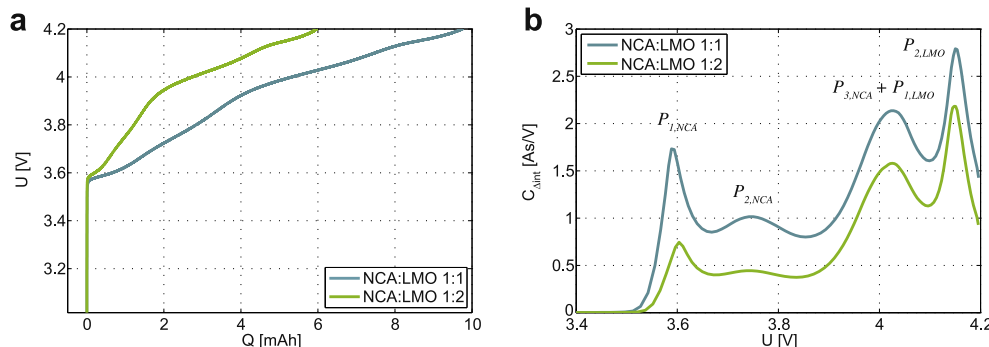 a
U [V]
4.2
4
3.8
3.6
3.4
3.2
0
2
4
6
8
10
Q [mAh]
NCA:LMO 1:1
NCA:LMO 1:2
b
C_Δint [As/V]
3
2.5
2
1.5
1
0.5
0
3.4
3.6
3.8
4
4.2
U [V]
NCA:LMO 1:1
NCA:LMO 1:2
P_1,NCA
P_2,NCA
P_3,NCA + P_1,LMO
P_2,LMO